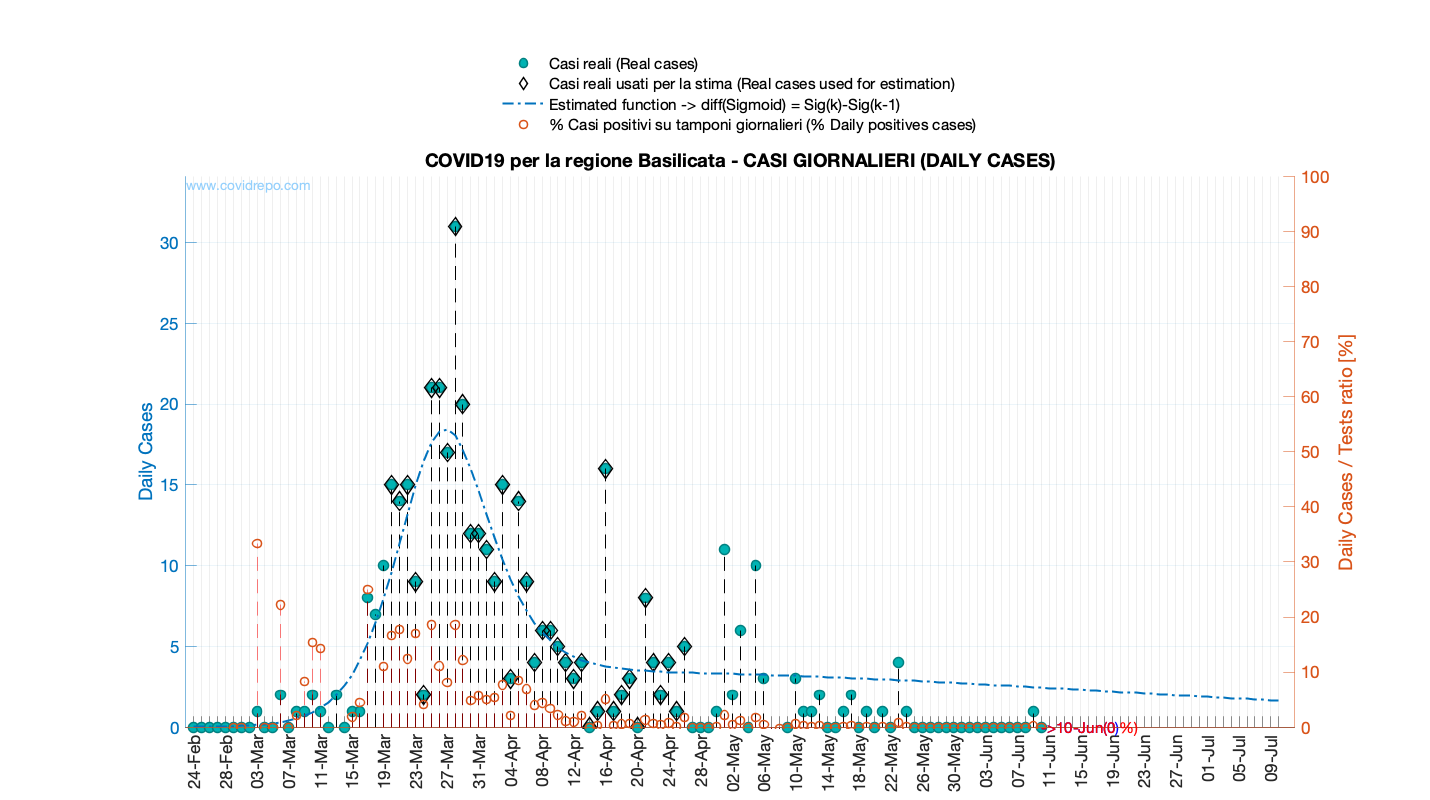 Casi reali (Real cases)
Casi reali usati per la stima (Real cases used for estimation)
Estimated function -> diff(Sigmoid) = Sig(k)-Sig(k-1)
% Casi positivi su tamponi giornalieri (% Daily positives cases)
COVID19 per la regione Basilicata - CASI GIORNALIERI (DAILY CASES)
www.covidrepo.com
Daily Cases
30
25
20
15
10
5
0
100
90
80
70
60
50
40
30
20
10
0
Daily Cases / Tests ratio [%]
->10-Jun(0%)
24-Feb
28-Feb
03-Mar
07-Mar
11-Mar
15-Mar
19-Mar
23-Mar
27-Mar
31-Mar
04-Apr
08-Apr
12-Apr
16-Apr
20-Apr
24-Apr
28-Apr
02-May
06-May
10-May
14-May
18-May
22-May
26-May
30-May
03-Jun
07-Jun
11-Jun
15-Jun
19-Jun
23-Jun
27-Jun
01-Jul
05-Jul
09-Jul